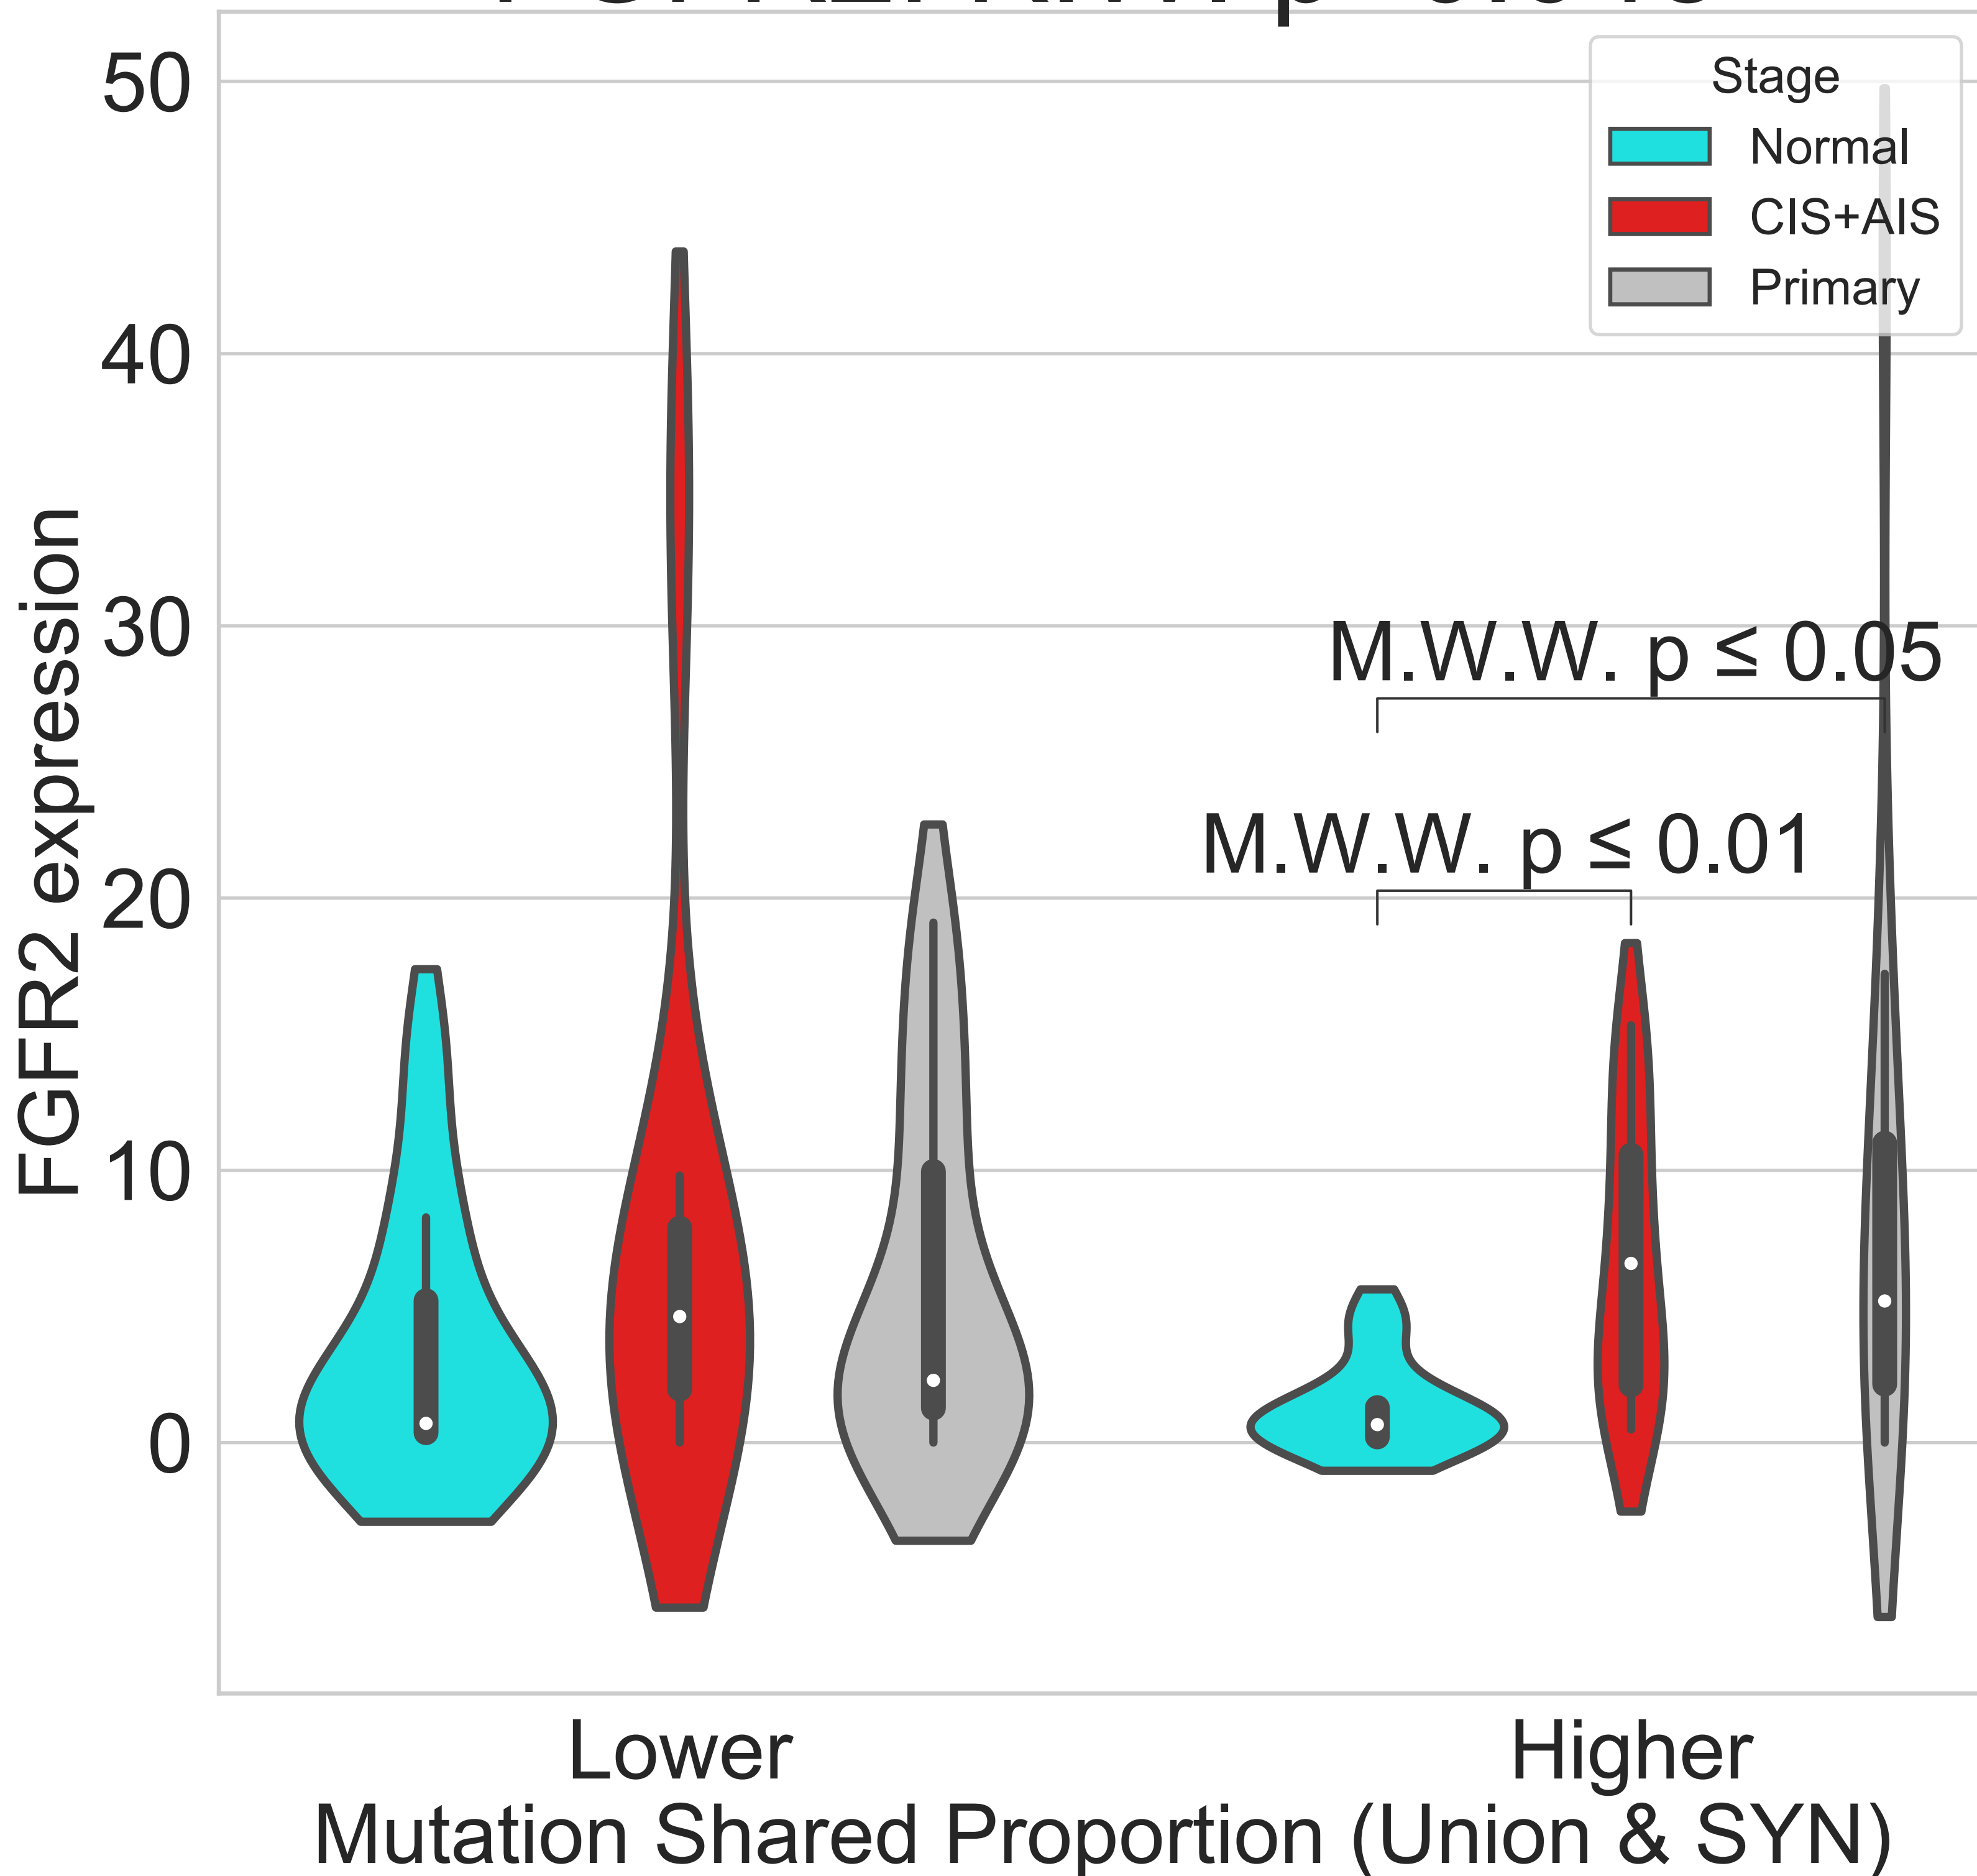 50
Stage
Normal
CIS+AIS
Primary
40
30
20
10
0
FGFR2 expression
M.W.W. p ≤ 0.05
M.W.W. p ≤ 0.01
Lower
Higher
Mutation Shared Proportion (Union & SYN)